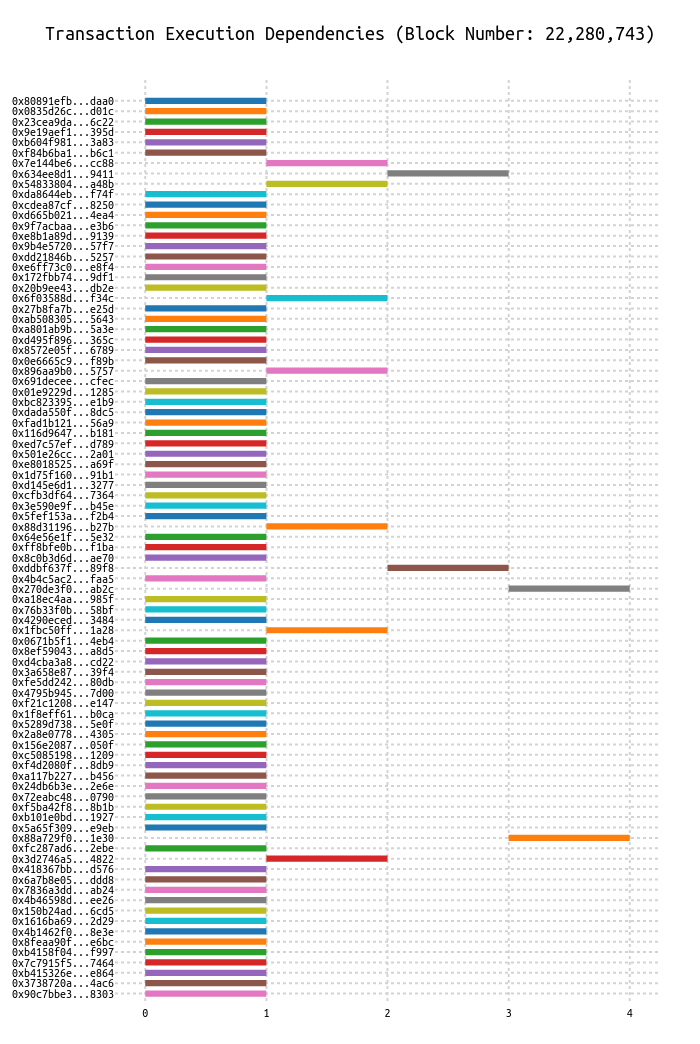 Transaction Execution Dependencies (Block Number: 22,280,743)
0x80891efb...daa0
0x0835d26c...d01c
0x23cea9da...6c22
0x9e19aef1...395d
0xb604f981...3a83
0xf84b6ba1...b6c1
0x7e144be6...cc88
0x634ee8d1...9411
0x54833804...a48b
0xda8644eb...f74f
0xcdea87cf...8250
0xd665b021...4ea4
0x9f7acbaa...e3b6
0xe8b1a89d...9139
0x9b4e5720...57f7
0xdd21846b...5257
0xe6ff73c0...e8f4
0x172fbb74...9df1
0x20b9ee43...db2e
0x6f03588d...f34c
0x27b8fa7b...e25d
0xab508305...5643
0xa801ab9b...5a3e
0xd495f896...365c
0x8572e05f...6789
0x0e6665c9...f89b
0x896aa9b0...5757
0x691decee...cfec
0x01e9229d...1285
0xbc823395...e1b9
0xdada550f...8dc5
0xfad1b121...56a9
0x116d9647...b181
0xed7c57ef...d789
0x501e26cc...2a01
0xe8018525...a69f
0x1d75f160...91b1
0xd145e6d1...3277
0xcfb3df64...7364
0x3e590e9f...b45e
0x5fef153a...f2b4
0x88d31196...b27b
0x64e56e1f...5e32
0xff8bfe0b...f1ba
0x8c0b3d6d...ae70
0xddbf637f...89f8
0x4b4c5ac2...faa5
0x270de3f0...ab2c
0xa18ec4aa...985f
0x76b33f0b...58bf
0x4290eced...3484
0x1fbc50ff...1a28
0x0671b5f1...4eb4
0x8ef59043...a8d5
0xd4cba3a8...cd22
0x3a658e87...39f4
0xfe5dd242...80db
0x4795b945...7d00
0xf21c1208...e147
0x1f8eff61...b0ca
0x5289d738...5e0f
0x2a8e0778...4305
0x156e2087...050f
0xc5085198...1209
0xf4d2080f...8db9
0xa117b227...b456
0x24db6b3e...2e6e
0x72eabc48...0790
0xf5ba42f8...8b1b
0xb101e0bd...1927
0x5a65f309...e9eb
0x88a729f0...1e30
0xfc287ad6...2ebe
0x3d2746a5...4822
0x418367bb...d576
0x6a7b8e05...ddd8
0x7836a3dd...ab24
0x4b46598d...ee26
0x150b24ad...6cd5
0x1616ba69...2d29
0x4b1462f0...8e3e
0x8feaa90f...e6bc
0xb4158f04...f997
0x7c7915f5...7464
0xb415326e...e864
0x3738720a...4ac6
0x90c7bbe3...8303
0 1 2 3 4